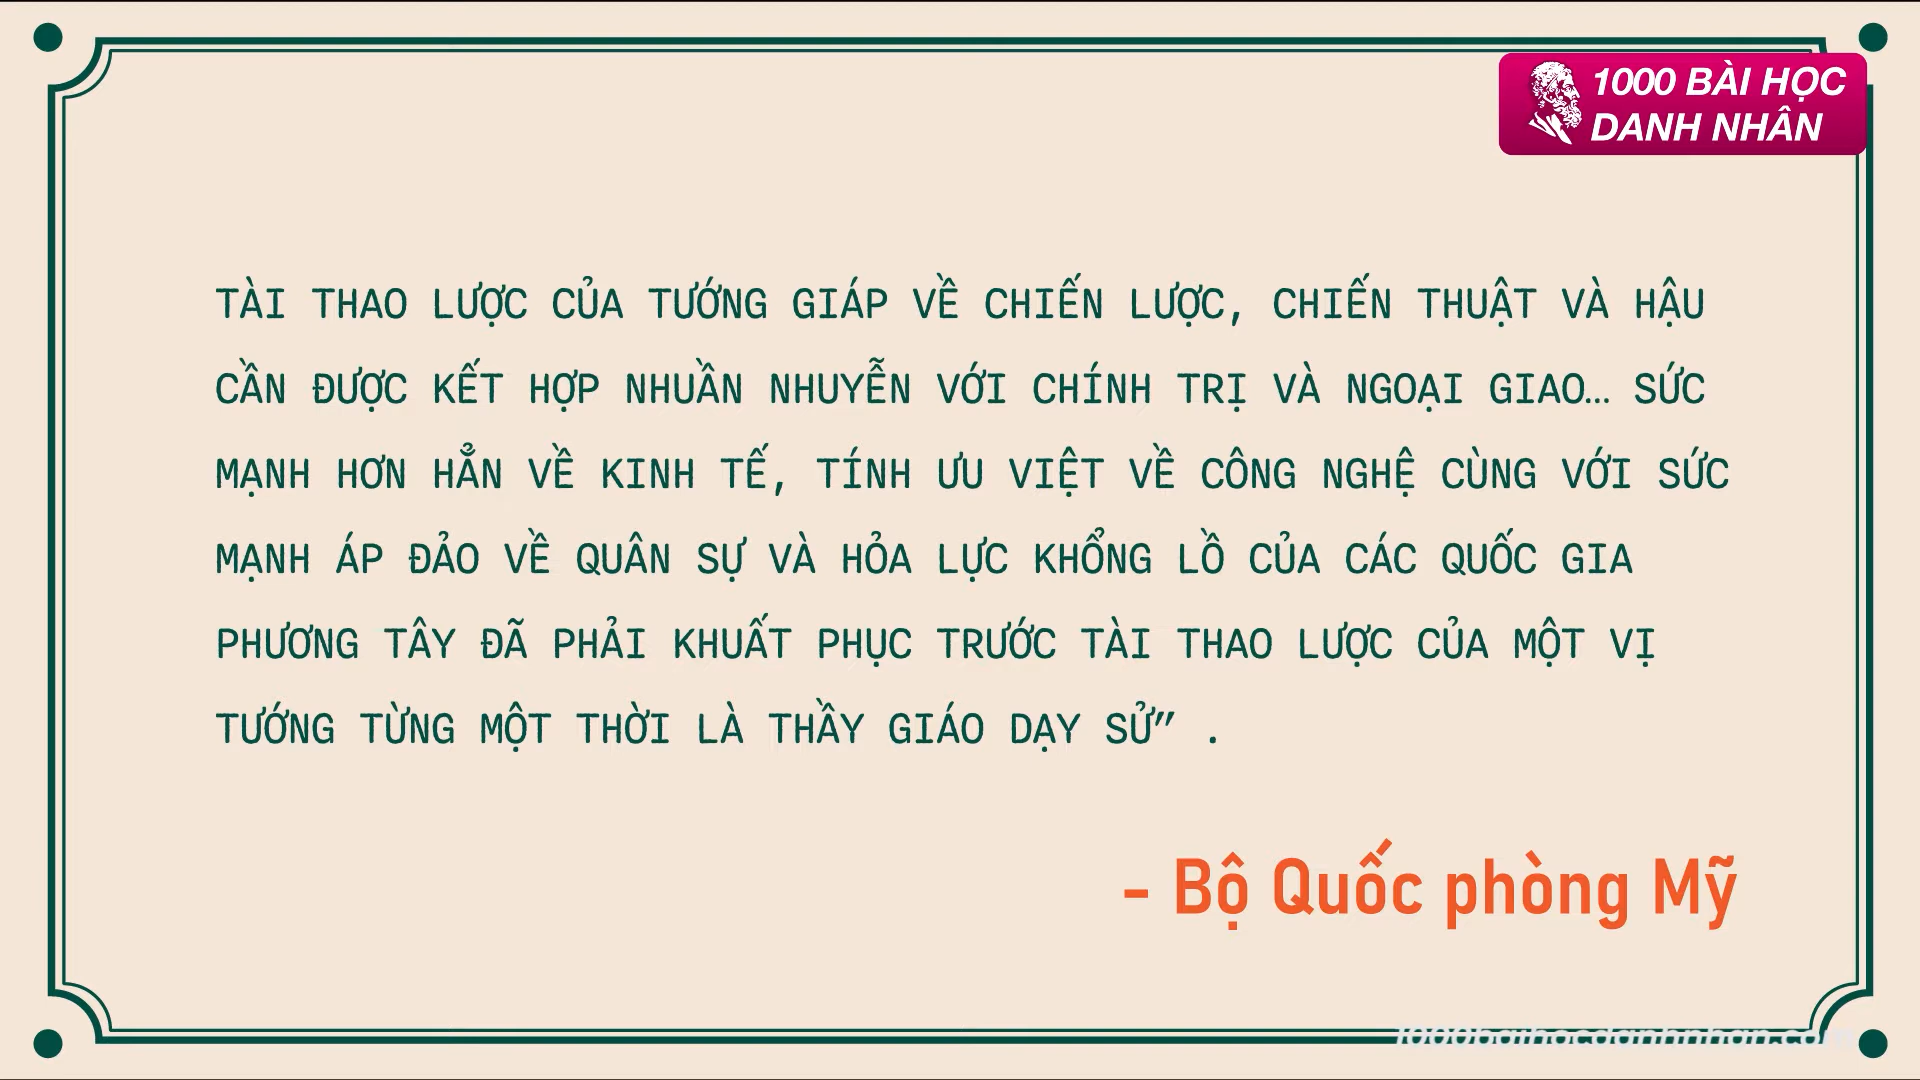 1000 BÀI HỌC
DANH NHÂN
TÀI THAO LƯỢC CỦA TƯỚNG GIÁP VỀ CHIẾN LƯỢC, CHIẾN THUẬT VÀ HẬU
CẦN ĐƯỢC KẾT HỢP NHUẦN NHUYỄN VỚI CHÍNH TRỊ VÀ NGOẠI GIAO... SỨC
MẠNH HƠN HẲN VỀ KINH TẾ, TÍNH ƯU VIỆT VỀ CÔNG NGHỆ CÙNG VỚI SỨC
MẠNH ÁP ĐẢO VỀ QUÂN SỰ VÀ HỎA LỰC KHỔNG LỒ CỦA CÁC QUỐC GIA
PHƯƠNG TÂY ĐÃ PHẢI KHUẤT PHỤC TRƯỚC TÀI THAO LƯỢC CỦA MỘT VỊ
TƯỚNG TỪNG MỘT THỜI LÀ THẦY GIÁO DẠY SỬ” .
- Bộ Quốc phòng Mỹ
1000baihocdanhnhan.com